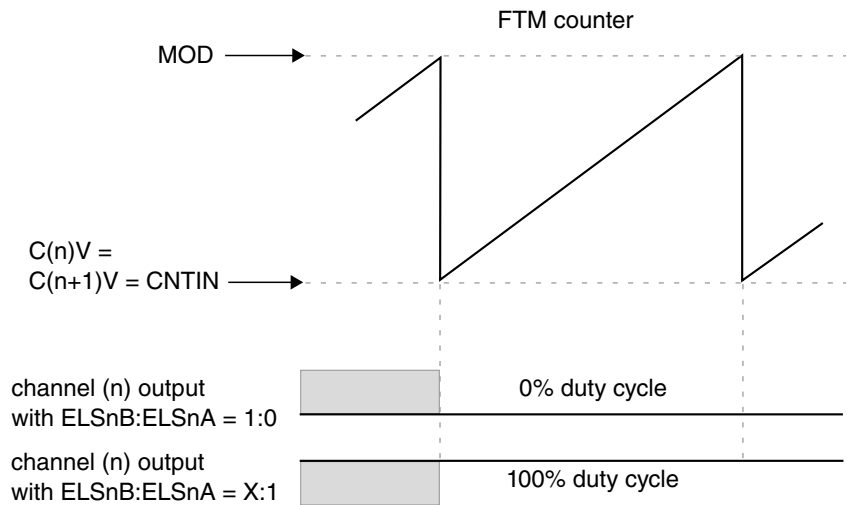 FTM counter
MOD
C(n)V =
C(n+1)V = CNTIN
channel (n) output
with ELSnB:ELSnA = 1:0
0% duty cycle
channel (n) output
with ELSnB:ELSnA = X:1
100% duty cycle